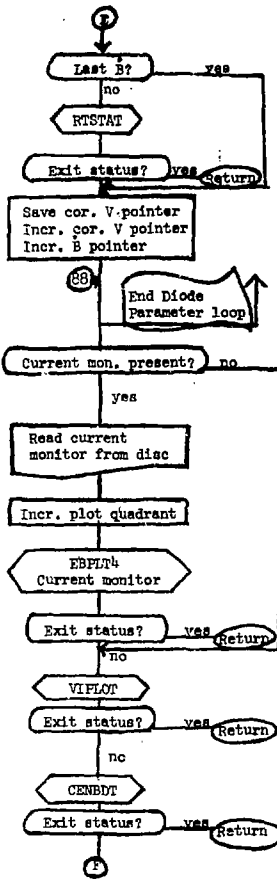 E
Last Ḃ? yes
no
RTSTAT
Exit status? yes Return
Save cor. V pointer
Incr. cor. V pointer
Incr. Ḃ pointer
88
End Diode
Parameter loop
Current mon. present? no
yes
Read current
monitor from disc
Incr. plot quadrant
EBPLT4
Current monitor
Exit status? yes Return
no
VIPLOT
Exit status? yes Return
no
CENBDT
Exit status? yes Return
F